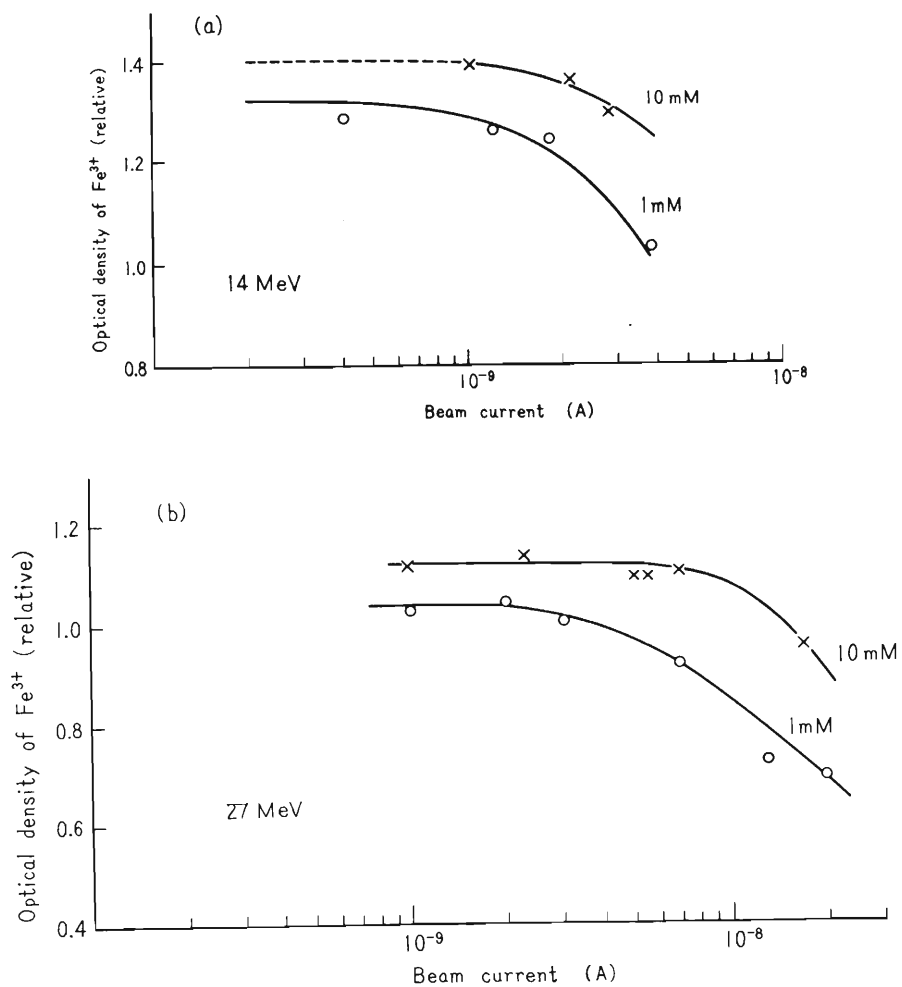 (a)
Optical density of Fe³⁺ (relative)
1.4
1.2
1.0
0.8
10 mM
1 mM
14 MeV
10⁻⁹
10⁻⁸
Beam current (A)
(b)
Optical density of Fe³⁺ (relative)
1.2
1.0
0.8
0.6
0.4
10 mM
1 mM
27 MeV
10⁻⁹
10⁻⁸
Beam current (A)